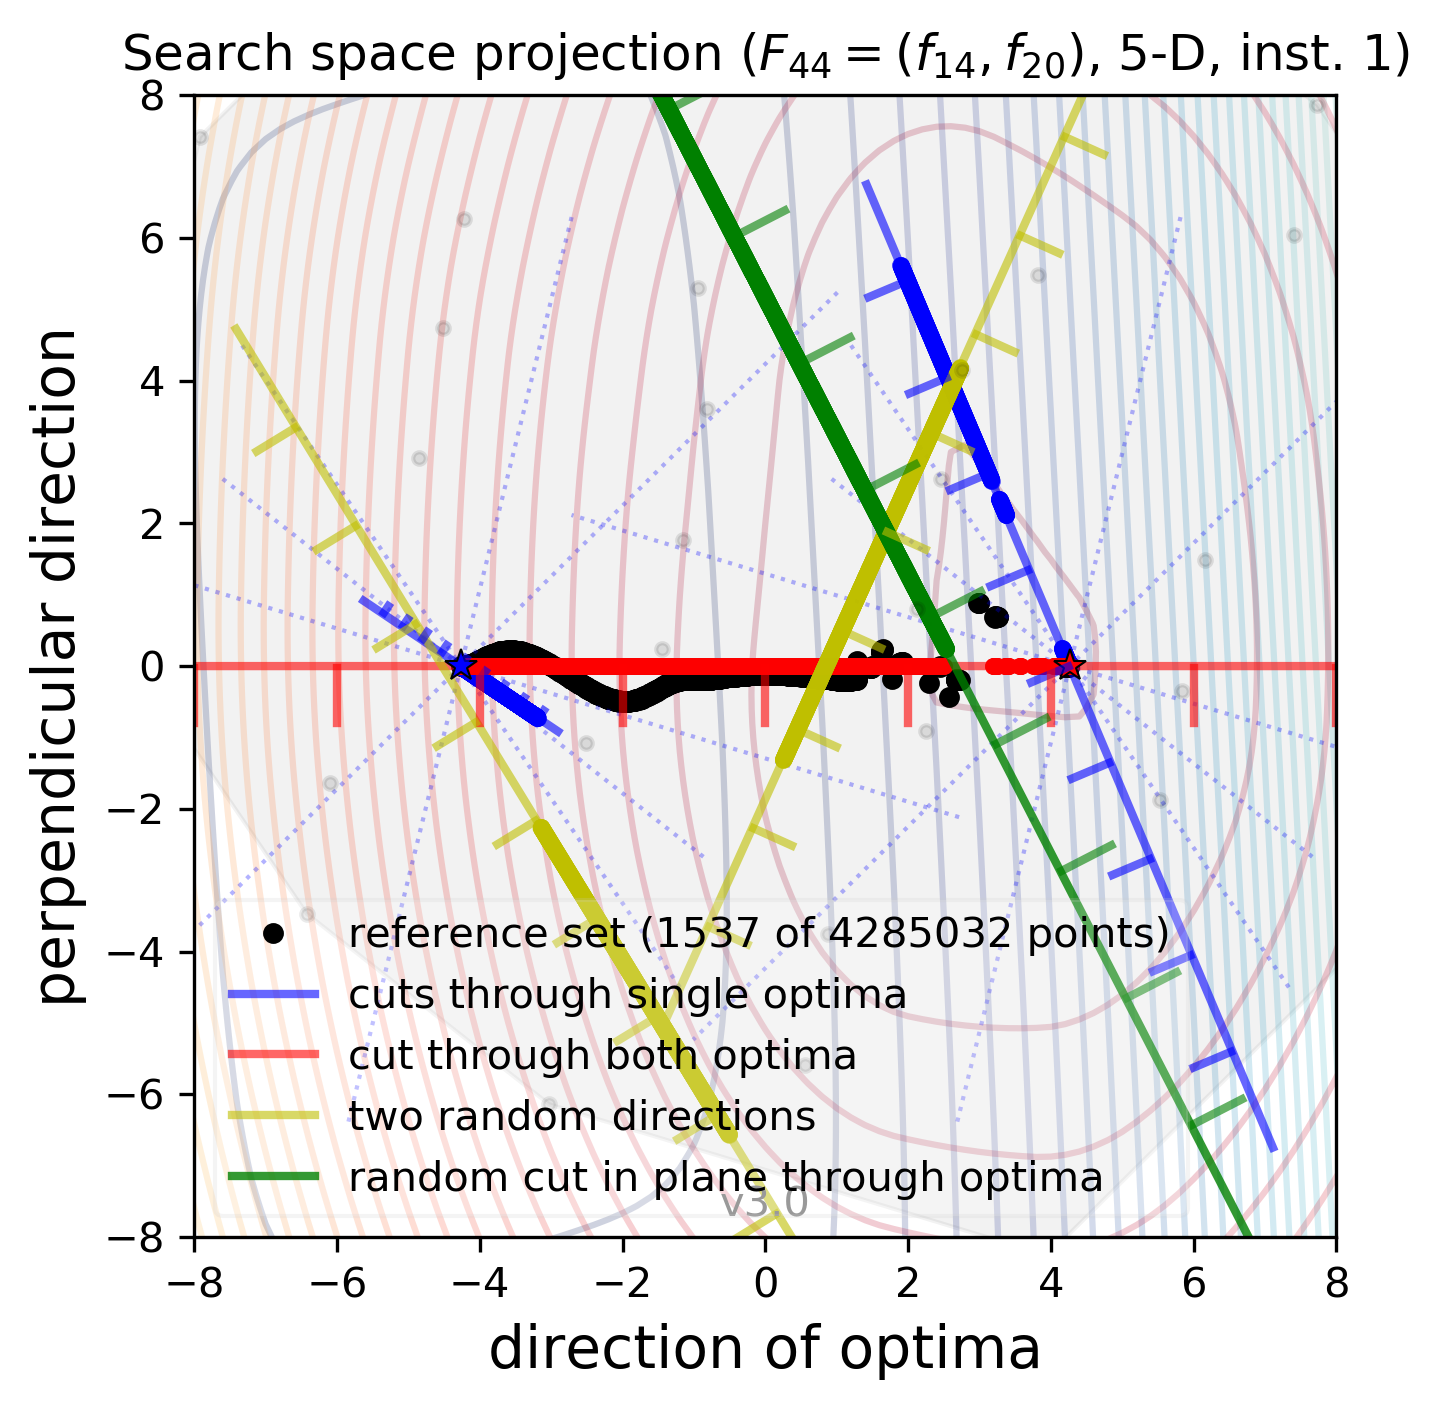 Search space projection (F44 = (f14, f20), 5-D, inst. 1)
8
6
4
2
0
−2
−4
−6
−8
perpendicular direction
reference set (1537 of 4285032 points)
cuts through single optima
cut through both optima
two random directions
random cut in plane through optima
v3.0
−8 −6 −4 −2 0 2 4 6 8
direction of optima